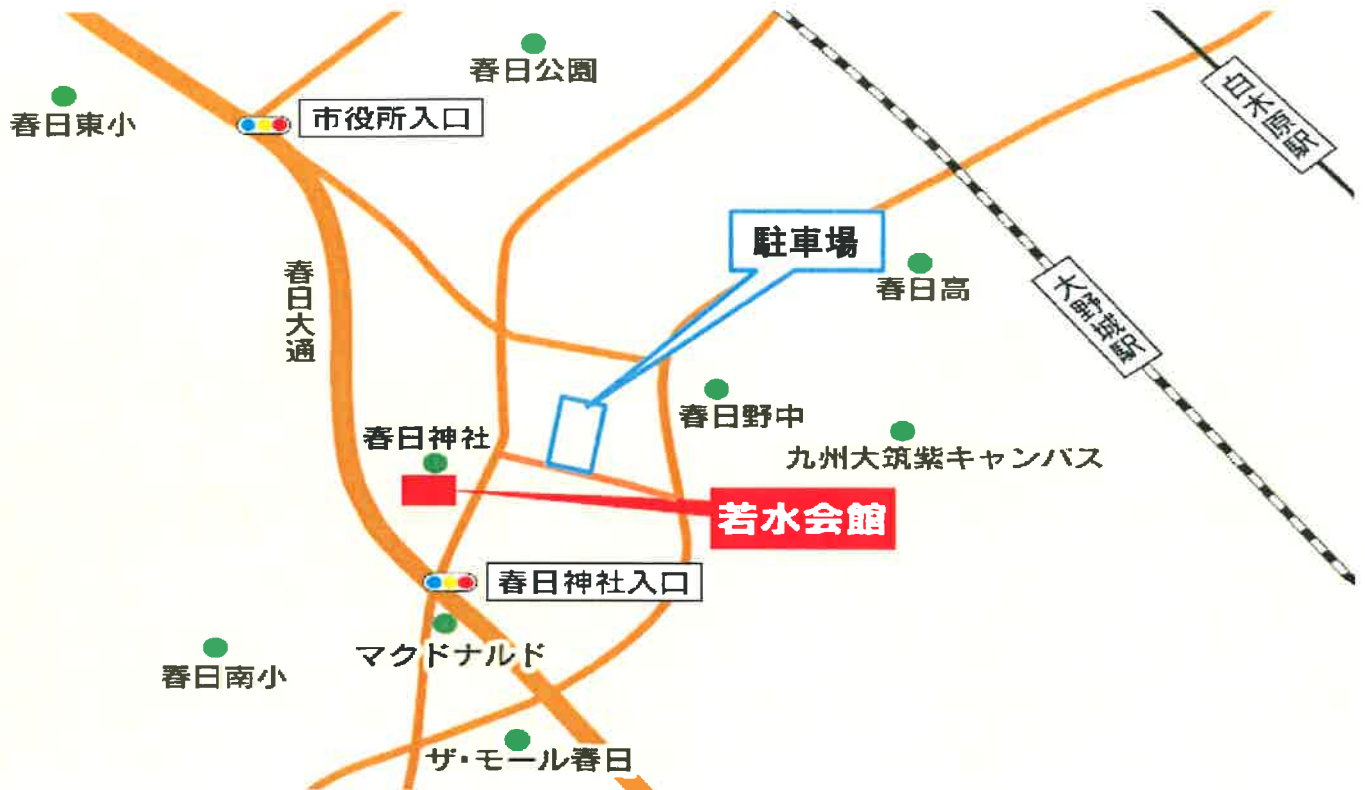 春日公園
春日東小
市役所入口
白木原駅
駐車場
春日高
春日大通
大野城駅
春日野中
春日神社
九州大筑紫キャンパス
若水会館
春日神社入口
マクドナルド
春日南小
ザ・モール春日